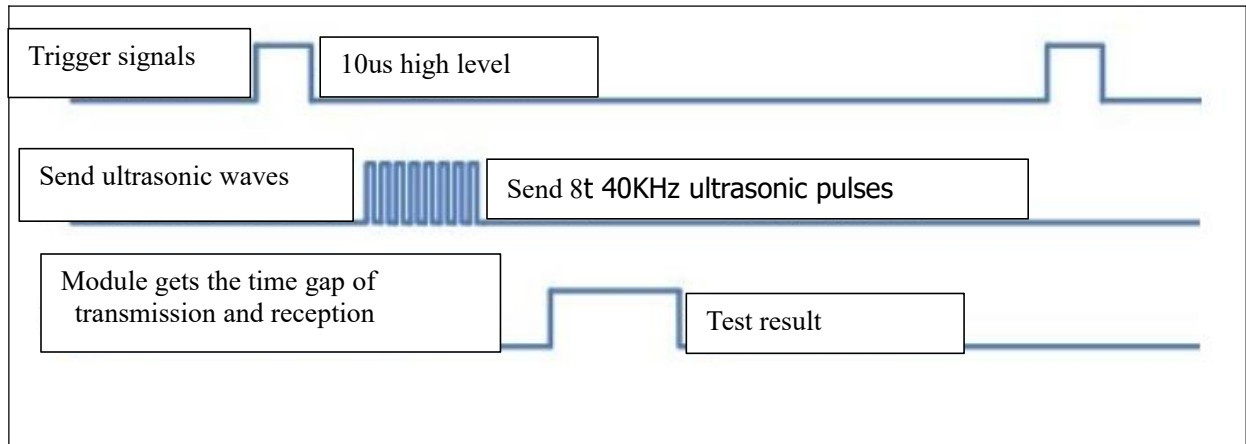 Trigger signals
10us high level
Send ultrasonic waves
Send 8t 40KHz ultrasonic pulses
Module gets the time gap of
transmission and reception
Test result